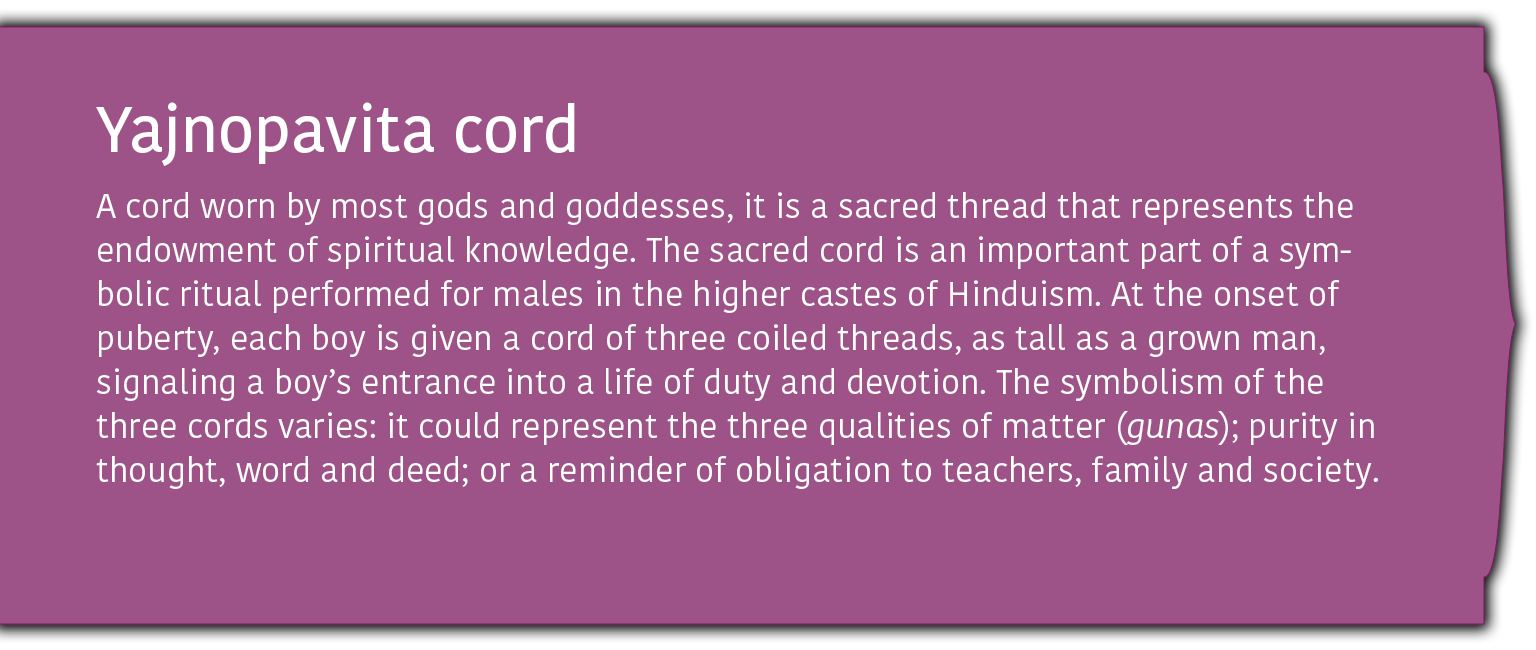 Yajnopavita cord
A cord worn by most gods and goddesses, it is a sacred thread that represents the
endowment of spiritual knowledge. The sacred cord is an important part of a sym-
bolic ritual performed for males in the higher castes of Hinduism. At the onset of
puberty, each boy is given a cord of three coiled threads, as tall as a grown man,
signaling a boy’s entrance into a life of duty and devotion. The symbolism of the
three cords varies: it could represent the three qualities of matter (gunas); purity in
thought, word and deed; or a reminder of obligation to teachers, family and society.